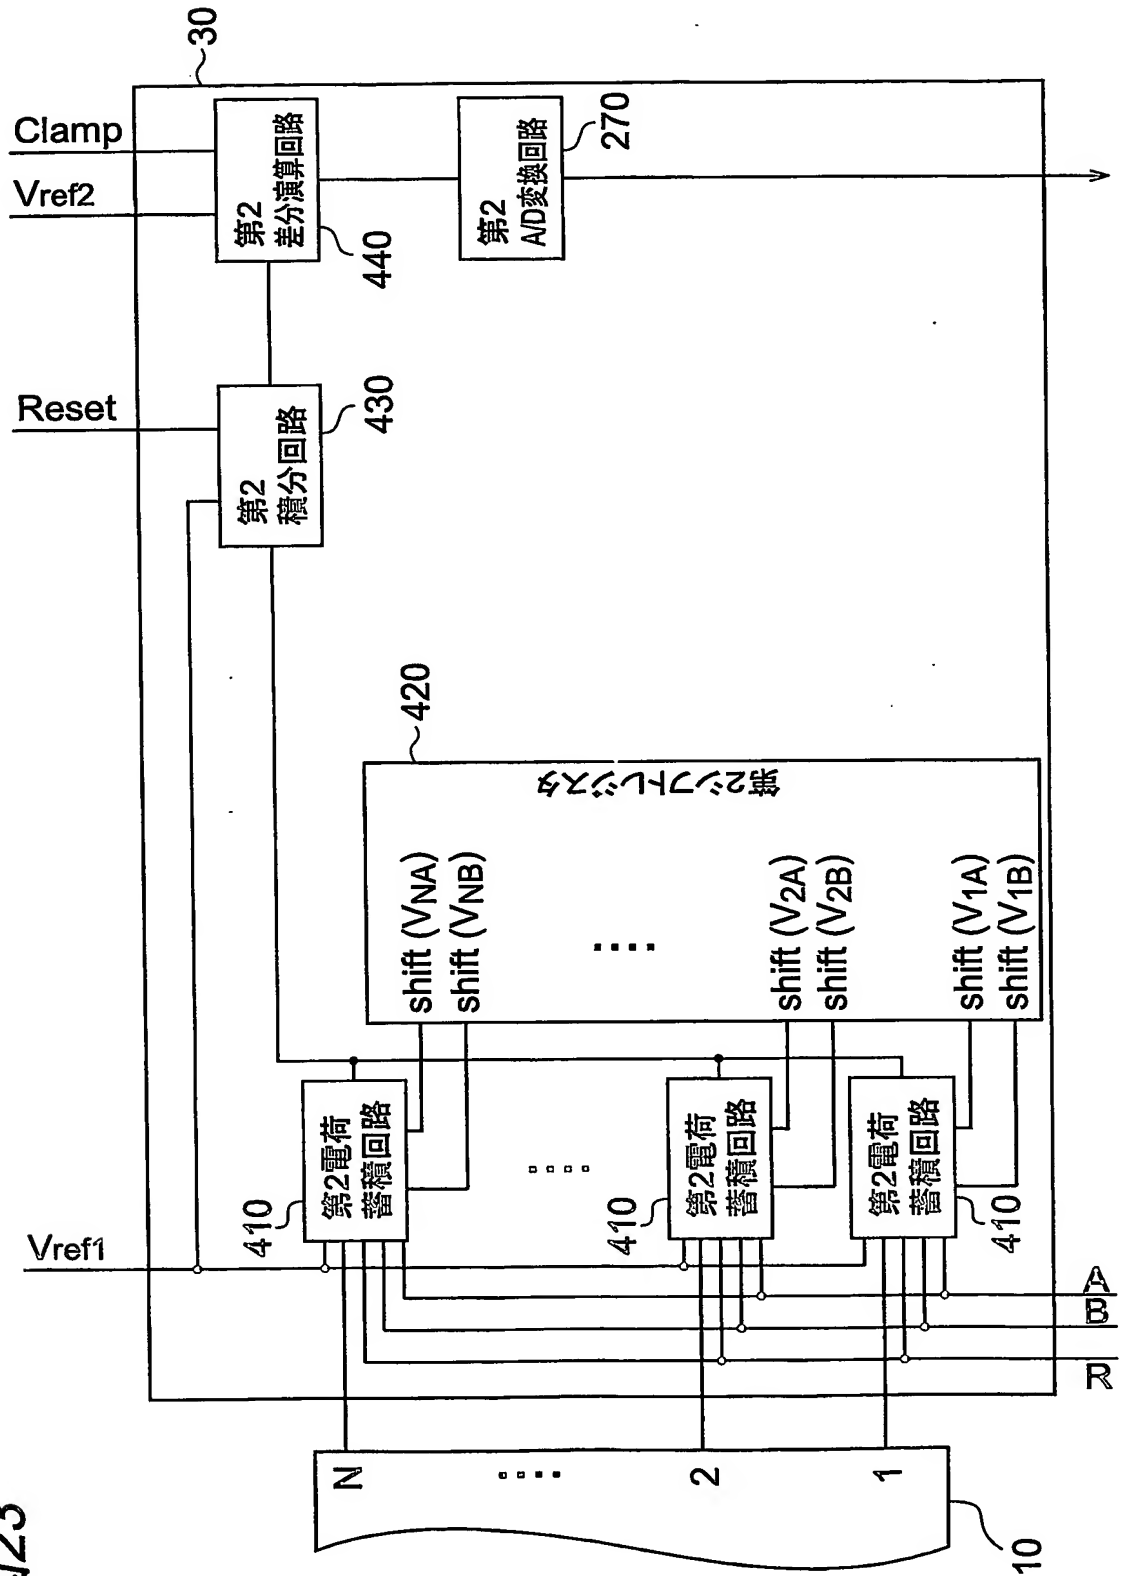 図23
30
Clamp
Vref2
第2
差分演算回路
440
第2
A/D変換回路
270
Reset
第2
積分回路
430
420
第2シフトレジスタ
shift (VNA)
shift (VNB)
shift (V2A)
shift (V2B)
shift (V1A)
shift (V1B)
第2電荷
蓄積回路
410
第2電荷
蓄積回路
410
第2電荷
蓄積回路
410
Vref1
A
B
R
N
2
1
10